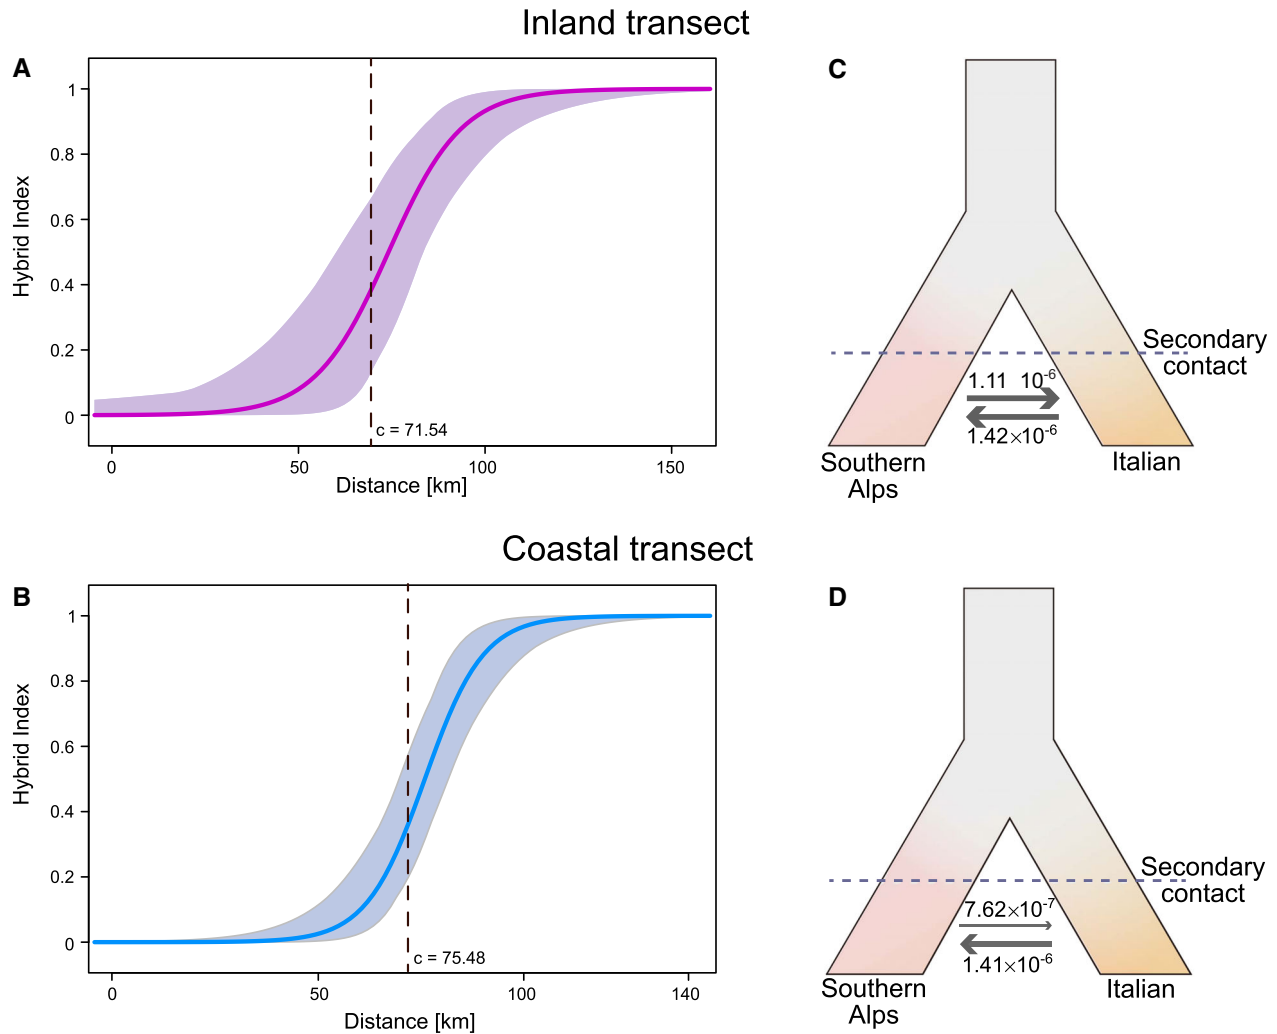 Inland transect
A
1
0.8
0.6
0.4
0.2
0
Hybrid Index
c = 71.54
0
50
100
150
Distance [km]
C
Secondary
contact
1.11 10-6
1.42×10-6
Southern
Alps
Italian
Coastal transect
B
1
0.8
0.6
0.4
0.2
0
Hybrid Index
c = 75.48
0
50
100
140
Distance [km]
D
Secondary
contact
7.62×10-7
1.41×10-6
Southern
Alps
Italian